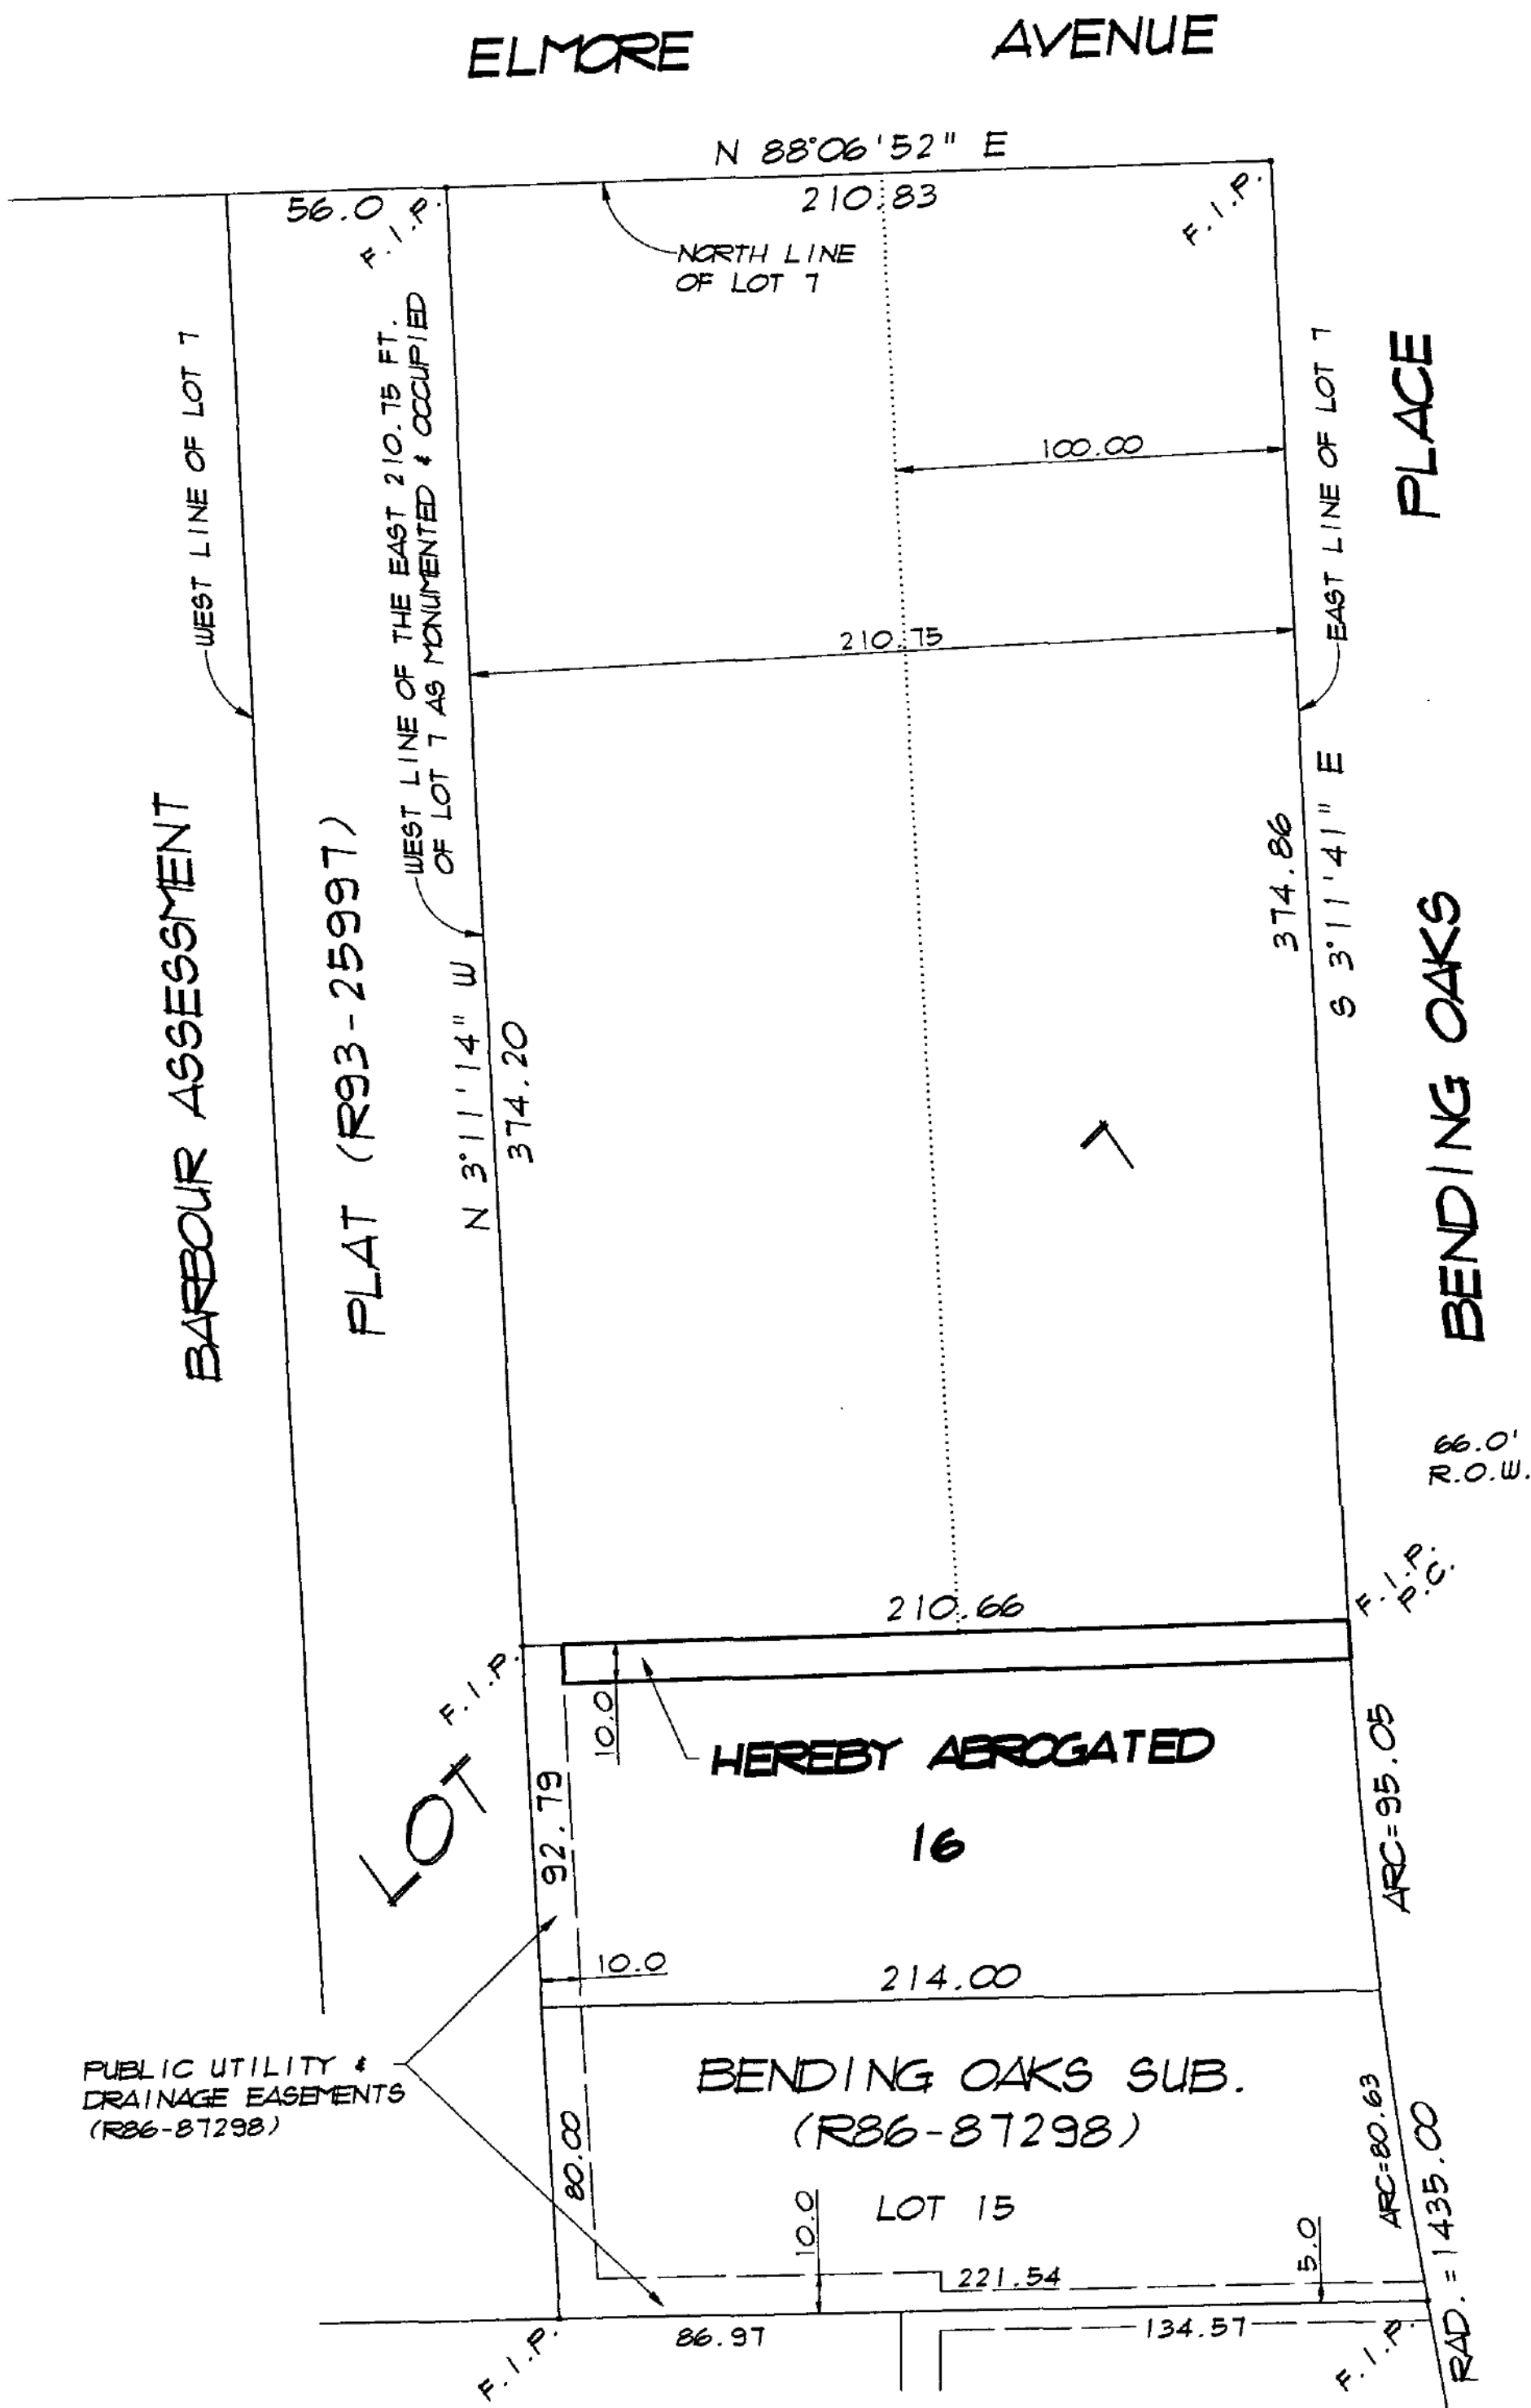 ELMORE AVENUE
N 88°06'52" E
56.0
F.I.P.
210.83
F.I.P.
NORTH LINE
OF LOT 7
WEST LINE OF LOT 7
WEST LINE OF THE EAST 210.75 FT.
OF LOT 7 AS MONUMENTED & OCCUPIED
100.00
EAST LINE OF LOT 7
210.75
BENDING OAKS PLACE
BARBOUR ASSESSMENT
PLAT (R93-25997)
N 3°11'14" W
374.20
374.86
S 3°11'41" E
66.0'
R.O.W.
LOT 7
210.66
F.I.P.
P.C.
F.I.P.
10.0
HEREBY ABROGATED
92.79
16
ARC=95.05
10.0
214.00
PUBLIC UTILITY &
DRAINAGE EASEMENTS
(R86-87298)
BENDING OAKS SUB.
(R86-87298)
80.00
LOT 15
ARC=80.63
RAD.=1435.00
10.0
5.0
221.54
86.97
134.57
F.I.P.
F.I.P.